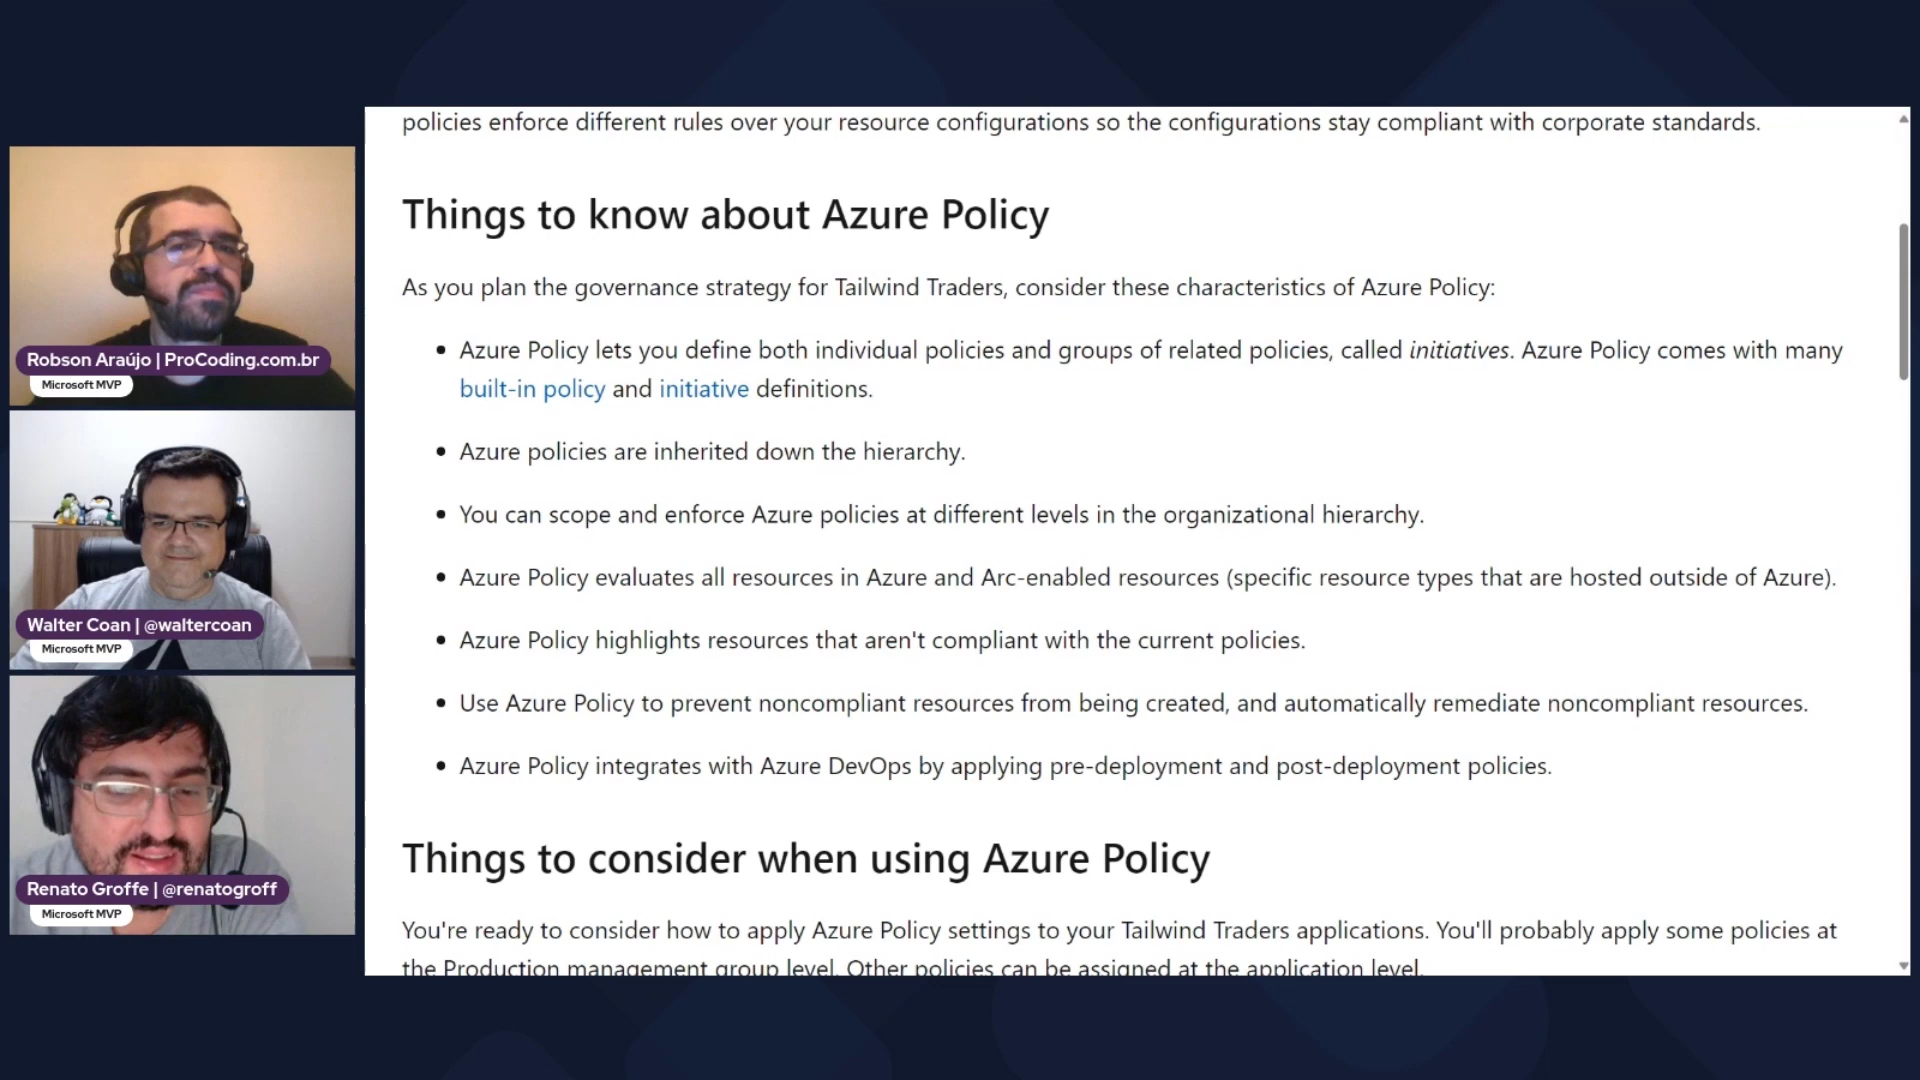 policies enforce different rules over your resource configurations so the configurations stay compliant with corporate standards.
Things to know about Azure Policy
As you plan the governance strategy for Tailwind Traders, consider these characteristics of Azure Policy:
• Azure Policy lets you define both individual policies and groups of related policies, called initiatives. Azure Policy comes with many
built-in policy and initiative definitions.
• Azure policies are inherited down the hierarchy.
• You can scope and enforce Azure policies at different levels in the organizational hierarchy.
• Azure Policy evaluates all resources in Azure and Arc-enabled resources (specific resource types that are hosted outside of Azure).
• Azure Policy highlights resources that aren't compliant with the current policies.
• Use Azure Policy to prevent noncompliant resources from being created, and automatically remediate noncompliant resources.
• Azure Policy integrates with Azure DevOps by applying pre-deployment and post-deployment policies.
Things to consider when using Azure Policy
You're ready to consider how to apply Azure Policy settings to your Tailwind Traders applications. You'll probably apply some policies at
the Production management group level. Other policies can be assigned at the application level.
Robson Araújo | ProCoding.com.br
Microsoft MVP
Walter Coan | @waltercoan
Microsoft MVP
Renato Groffe | @renatogroff
Microsoft MVP